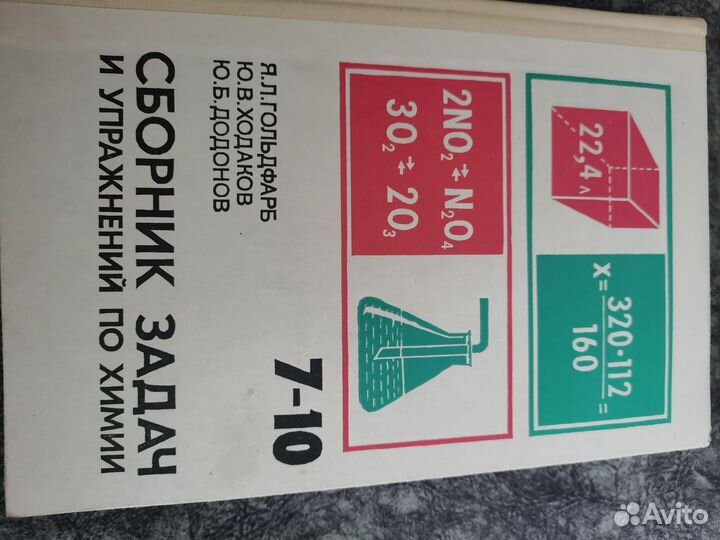 Я.Л.ГОЛЬДФАРБ
Ю.В.ХОДАКОВ
Ю.Б.ДОДОНОВ
СБОРНИК ЗАДАЧ
И УПРАЖНЕНИЙ ПО ХИМИИ
22,4 л
x = 320·112 / 160 =
2NO₂ ⇄ N₂O₄
3O₂ ⇄ 2O₃
7-10
Avito